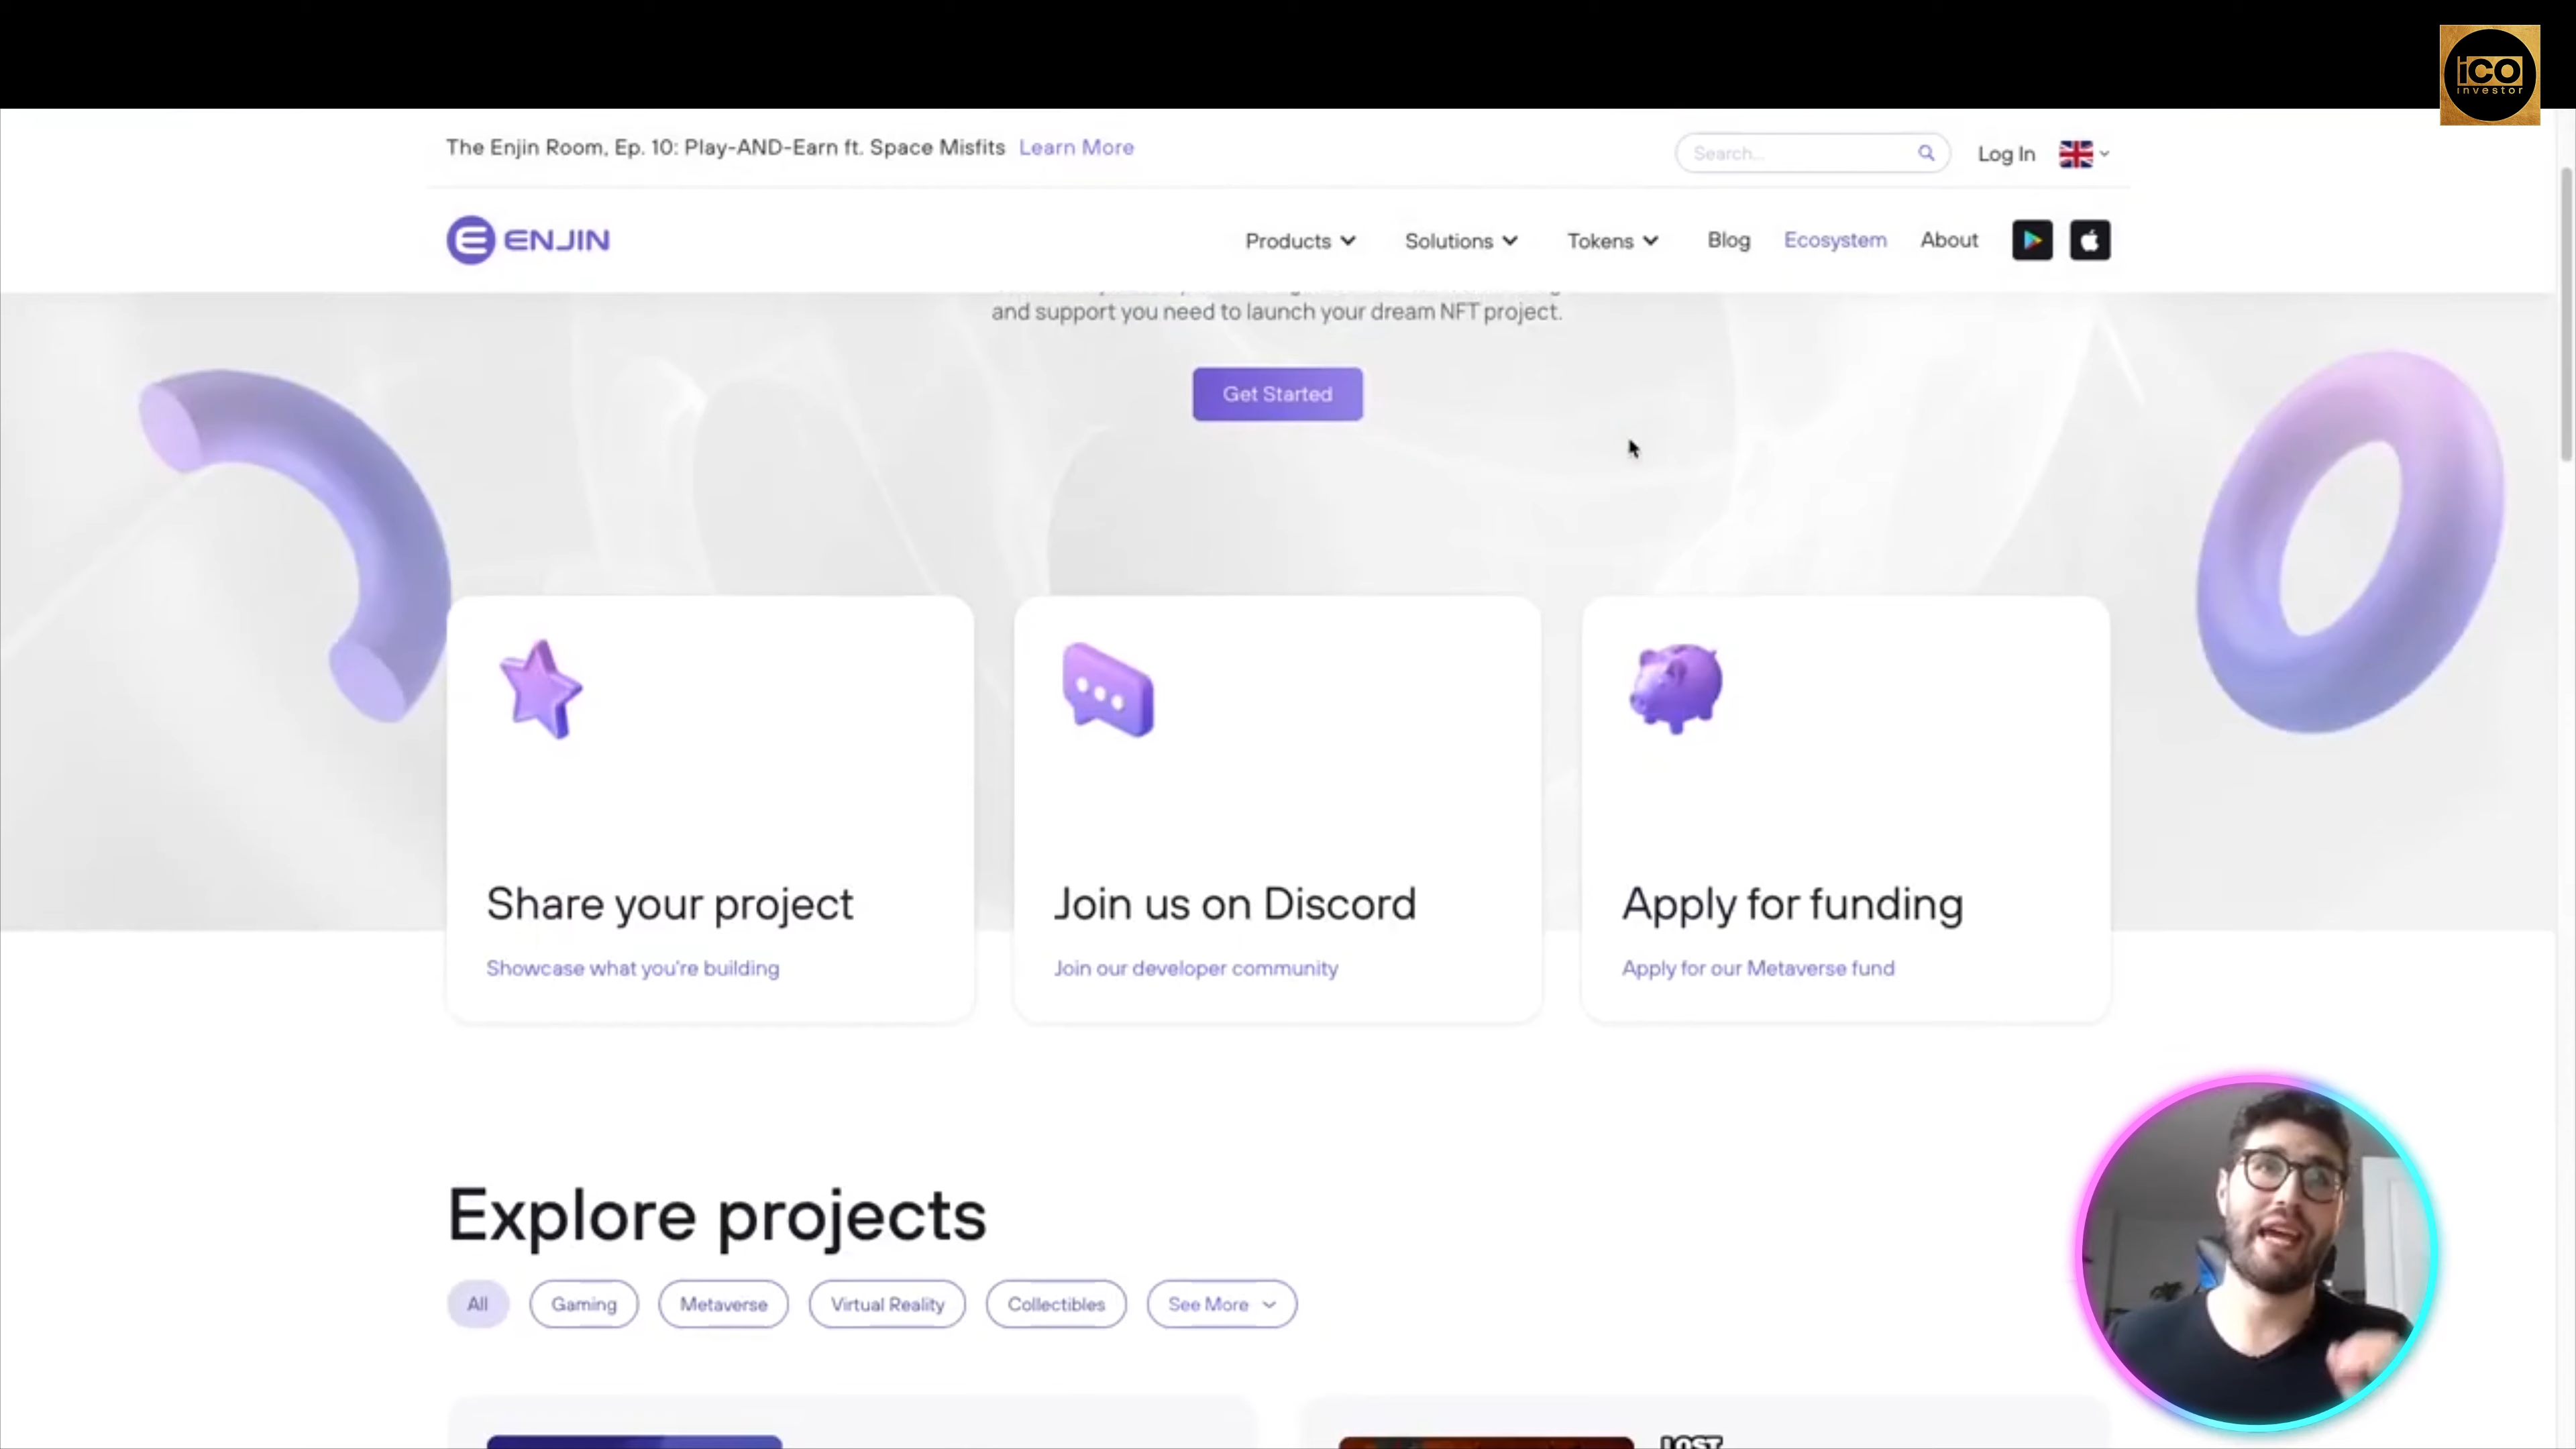 iCO
investor
The Enjin Room, Ep. 10: Play-AND-Earn ft. Space Misfits Learn More
Search...
Log In
ENJIN
Products
Solutions
Tokens
Blog
Ecosystem
About
and support you need to launch your dream NFT project.
Get Started
Share your project
Showcase what you're building
Join us on Discord
Join our developer community
Apply for funding
Apply for our Metaverse fund
Explore projects
All
Gaming
Metaverse
Virtual Reality
Collectibles
See More
LOST